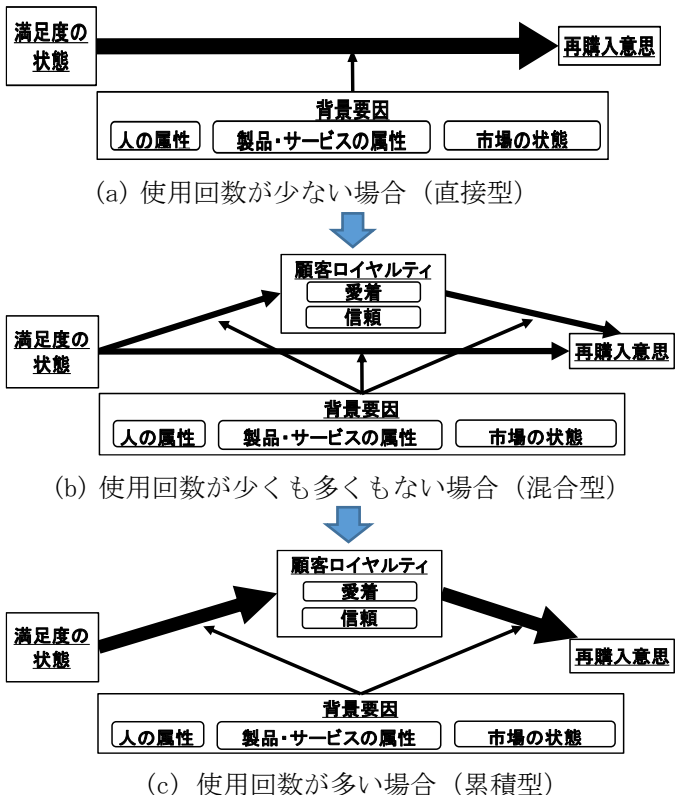 満足度の
状態
再購入意思
背景要因
人の属性 製品・サービスの属性 市場の状態
(a) 使用回数が少ない場合（直接型）
顧客ロイヤルティ
愛着
信頼
満足度の
状態
再購入意思
背景要因
人の属性 製品・サービスの属性 市場の状態
(b) 使用回数が少くも多くもない場合（混合型）
顧客ロイヤルティ
愛着
信頼
満足度の
状態
再購入意思
背景要因
人の属性 製品・サービスの属性 市場の状態
(c) 使用回数が多い場合（累積型）